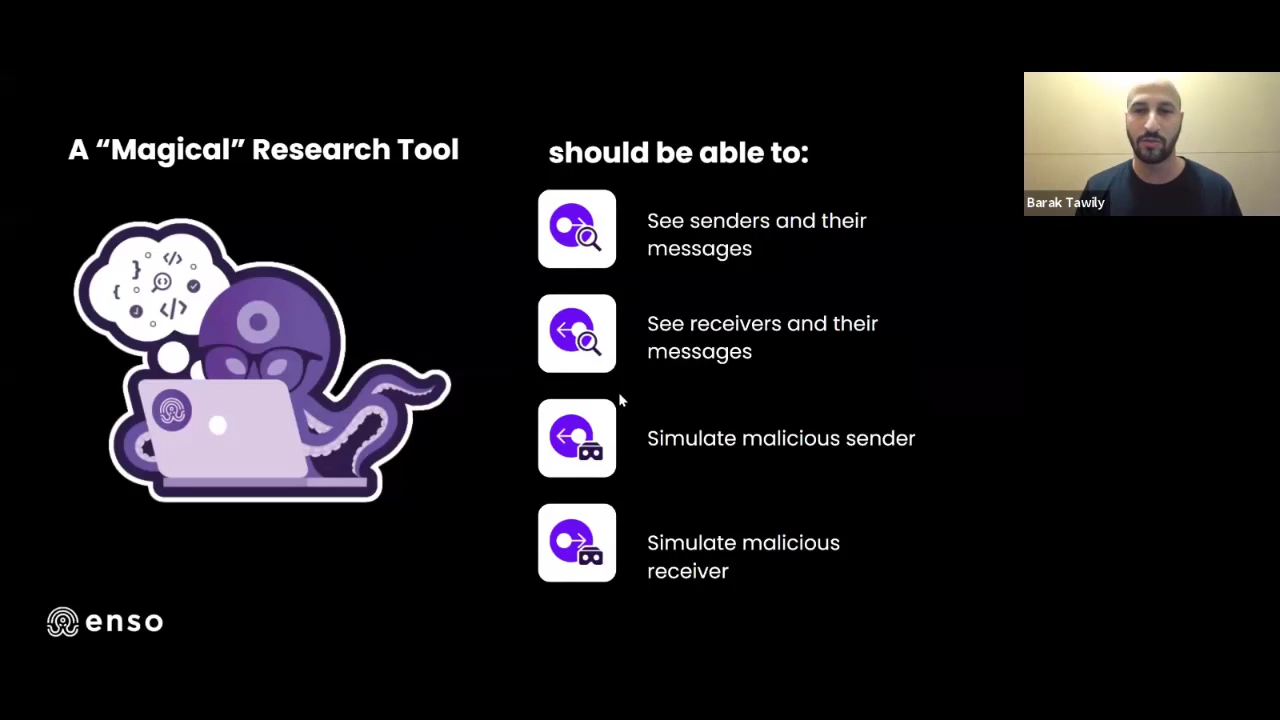 A “Magical” Research Tool
should be able to:
See senders and their
messages
See receivers and their
messages
Simulate malicious sender
Simulate malicious
receiver
Barak Tawily
enso